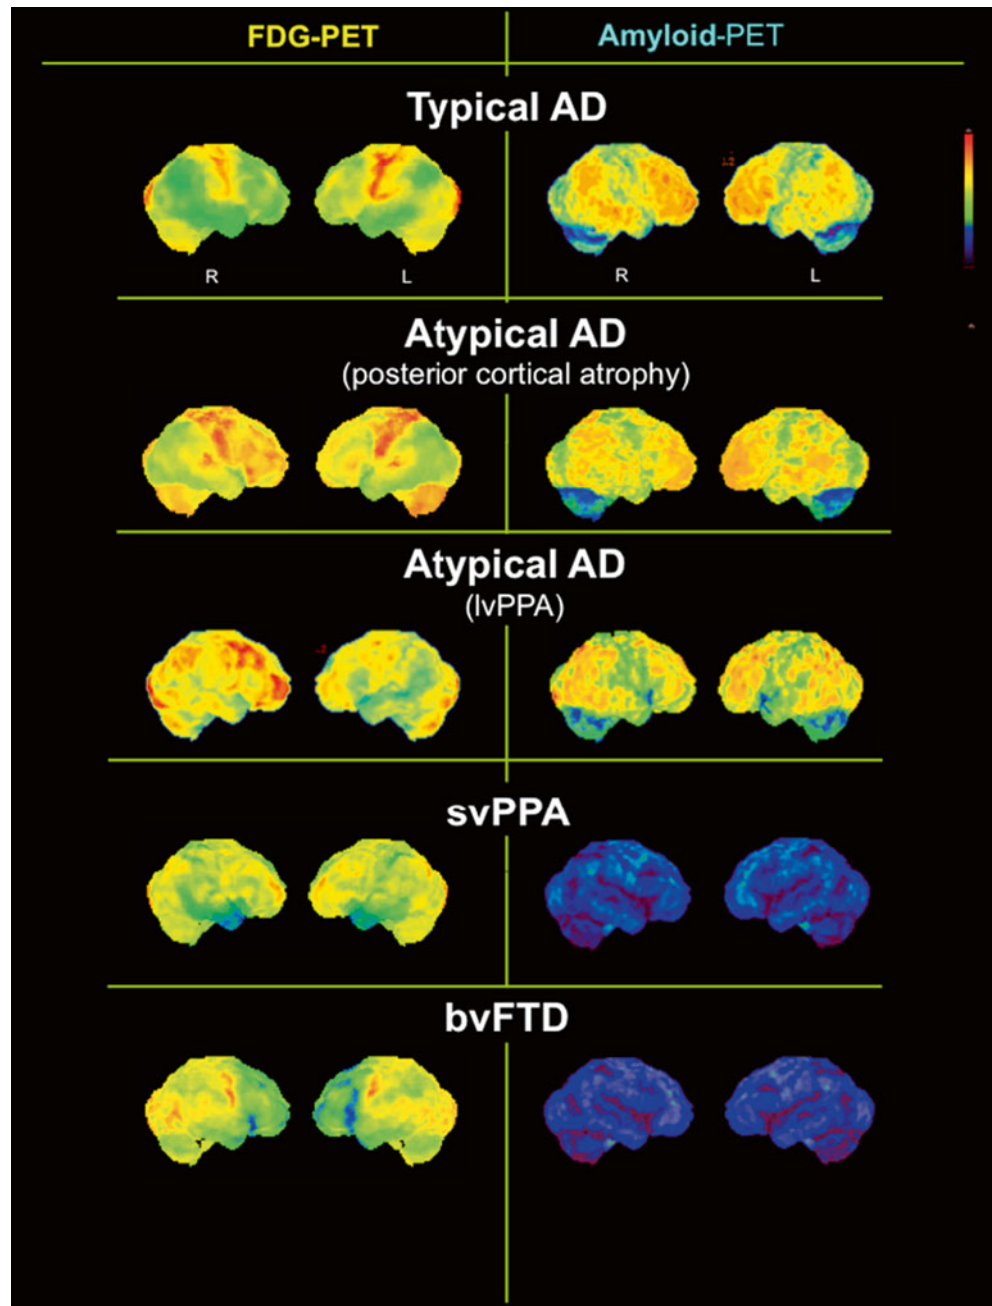 FDG-PET
Amyloid-PET
Typical AD
R
L
R
L
Atypical AD
(posterior cortical atrophy)
Atypical AD
(lvPPA)
svPPA
bvFTD